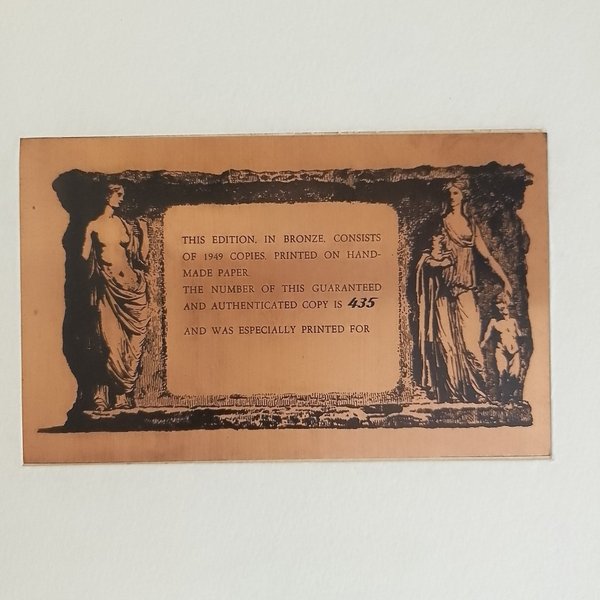 THIS EDITION, IN BRONZE, CONSISTS
OF 1949 COPIES, PRINTED ON HAND-
MADE PAPER.
THE NUMBER OF THIS GUARANTEED
AND AUTHENTICATED COPY IS 435
AND WAS ESPECIALLY PRINTED FOR